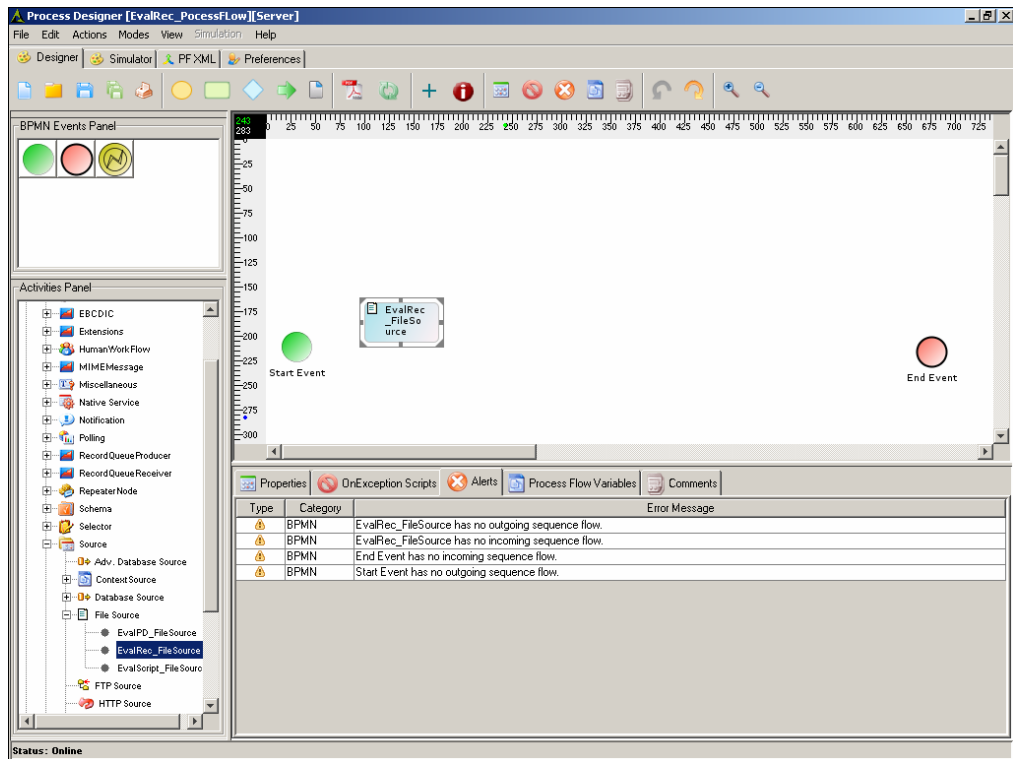 Process Designer [EvalRec_PocessFLow][Server]
File Edit Actions Modes View Simulation Help
Designer Simulator PF XML Preferences
BPMN Events Panel
243
283
0 25 50 75 100 125 150 175 200 225 250 275 300 325 350 375 400 425 450 475 500 525 550 575 600 625 650 675 700 725
0
25
50
75
100
125
150
175
200
225
250
275
300
EvalRec
_FileSo
urce
Start Event
End Event
Activities Panel
EBCDIC
Extensions
HumanWorkFlow
MIMEMessage
Miscellaneous
Native Service
Notification
Polling
RecordQueueProducer
RecordQueueReceiver
RepeaterNode
Schema
Selector
Source
Adv. Database Source
ContextSource
Database Source
File Source
EvalPD_FileSource
EvalRec_FileSource
EvalScript_FileSourc
FTP Source
HTTP Source
Properties OnException Scripts Alerts Process Flow Variables Comments
Type Category Error Message
BPMN EvalRec_FileSource has no outgoing sequence flow.
BPMN EvalRec_FileSource has no incoming sequence flow.
BPMN End Event has no incoming sequence flow.
BPMN Start Event has no outgoing sequence flow.
Status: Online